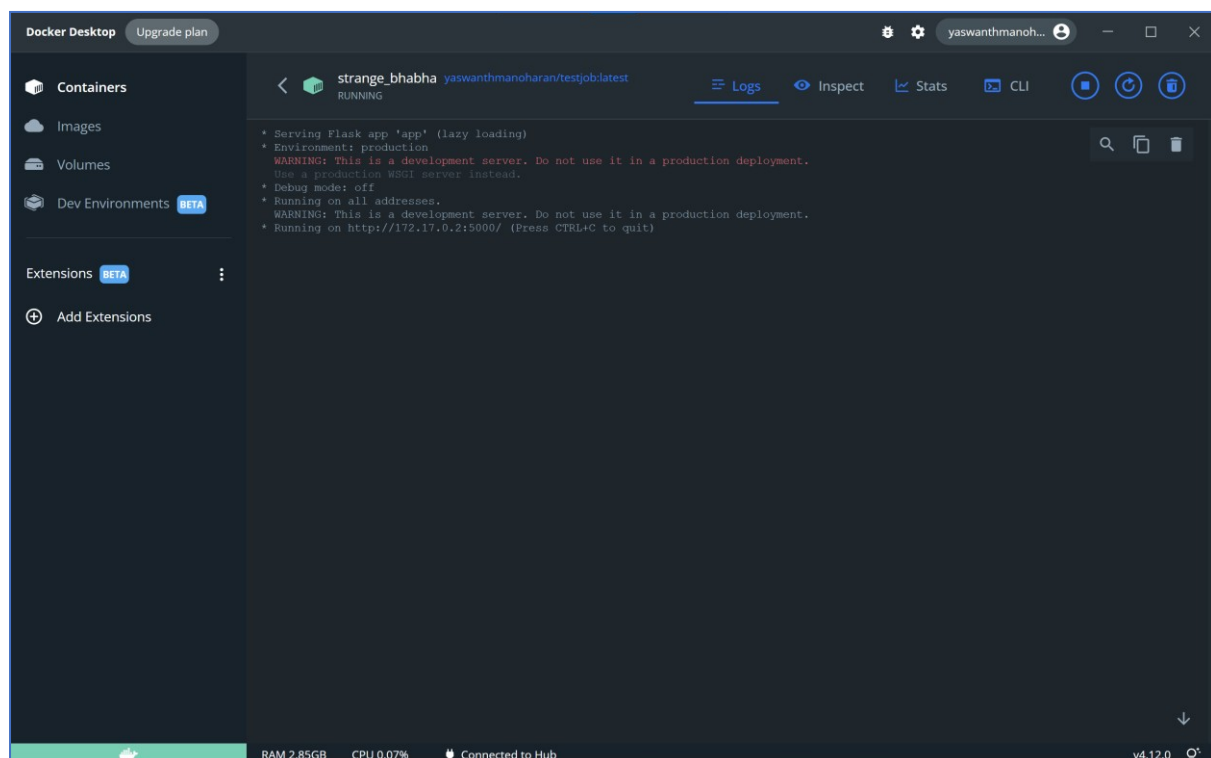 Docker Desktop Upgrade plan yaswanthmanoh...
Containers
Images
Volumes
Dev Environments BETA
Extensions BETA
Add Extensions
strange_bhabha yaswanthmanoharan/testjob:latest
RUNNING
Logs Inspect Stats CLI
* Serving Flask app 'app' (lazy loading)
* Environment: production
WARNING: This is a development server. Do not use it in a production deployment.
Use a production WSGI server instead.
* Debug mode: off
* Running on all addresses.
WARNING: This is a development server. Do not use it in a production deployment.
* Running on http://172.17.0.2:5000/ (Press CTRL+C to quit)
RAM 2.85GB CPU 0.07% Connected to Hub v4.12.0